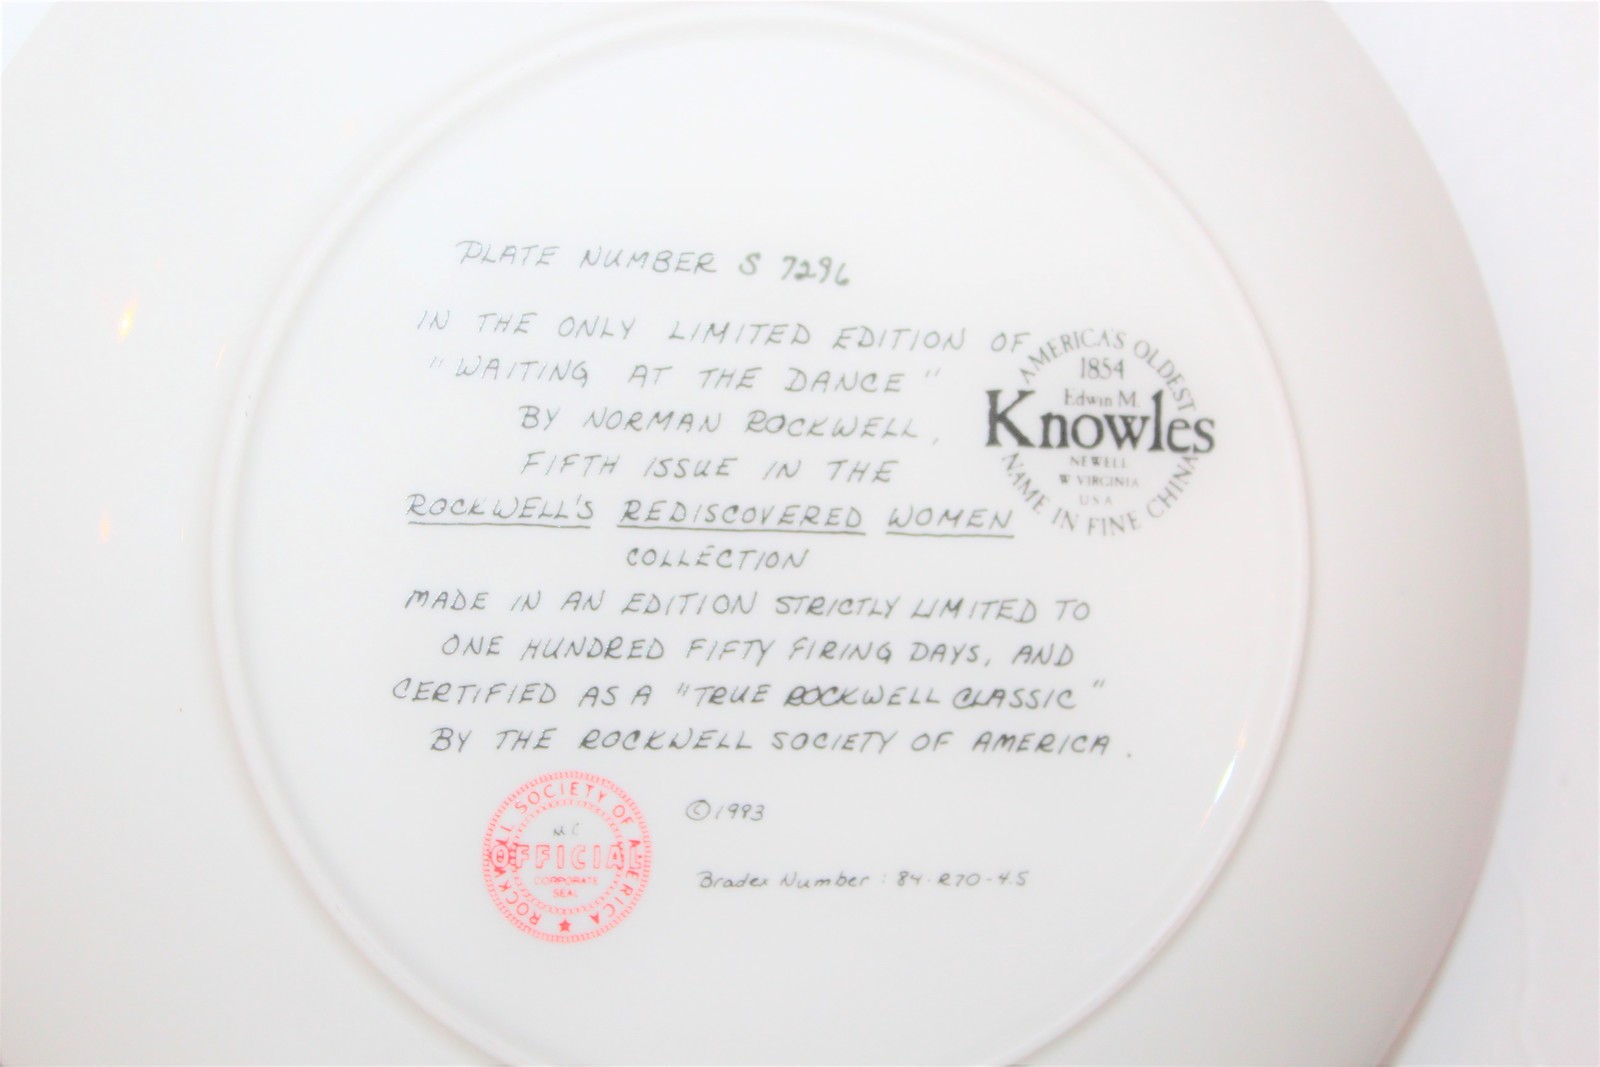 PLATE NUMBER S 7296
IN THE ONLY LIMITED EDITION OF
"WAITING AT THE DANCE"
BY NORMAN ROCKWELL,
FIFTH ISSUE IN THE
ROCKWELL'S REDISCOVERED WOMEN
COLLECTION
MADE IN AN EDITION STRICTLY LIMITED TO
ONE HUNDRED FIFTY FIRING DAYS, AND
CERTIFIED AS A "TRUE ROCKWELL CLASSIC"
BY THE ROCKWELL SOCIETY OF AMERICA.
AMERICA'S OLDEST
1854
Edwin M.
Knowles
NEWELL
W VIRGINIA
USA
NAME IN FINE CHINA
ROCKWELL SOCIETY OF AMERICA
MC
OFFICIAL
CORPORATE
SEAL
© 1983
Bradex Number: 84-R70-4.5